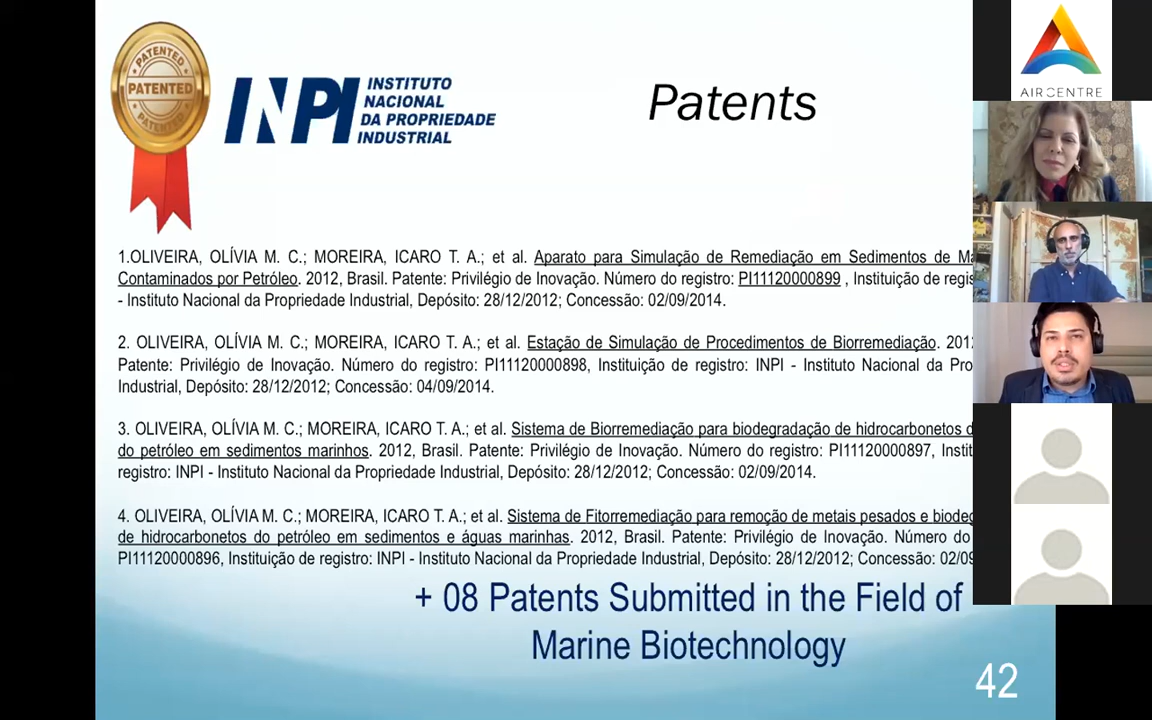 PATENTED
PATENTED
PATENTED
INPI
INSTITUTO
NACIONAL
DA PROPRIEDADE
INDUSTRIAL
Patents
1.OLIVEIRA, OLÍVIA M. C.; MOREIRA, ICARO T. A.; et al. Aparato para Simulação de Remediação em Sedimentos de
Contaminados por Petróleo. 2012, Brasil. Patente: Privilégio de Inovação. Número do registro: PI11120000899 , Instituição de
- Instituto Nacional da Propriedade Industrial, Depósito: 28/12/2012; Concessão: 02/09/2014.
2. OLIVEIRA, OLÍVIA M. C.; MOREIRA, ICARO T. A.; et al. Estação de Simulação de Procedimentos de Biorremediação.
Patente: Privilégio de Inovação. Número do registro: PI11120000898, Instituição de registro: INPI - Instituto Nacional da
Industrial, Depósito: 28/12/2012; Concessão: 04/09/2014.
3. OLIVEIRA, OLÍVIA M. C.; MOREIRA, ICARO T. A.; et al. Sistema de Biorremediação para biodegradação de hidrocarbonetos
do petróleo em sedimentos marinhos. 2012, Brasil. Patente: Privilégio de Inovação. Número do registro: PI11120000897,
registro: INPI - Instituto Nacional da Propriedade Industrial, Depósito: 28/12/2012; Concessão: 02/09/2014.
4. OLIVEIRA, OLÍVIA M. C.; MOREIRA, ICARO T. A.; et al. Sistema de Fitorremediação para remoção de metais pesados e
de hidrocarbonetos do petróleo em sedimentos e águas marinhas. 2012, Brasil. Patente: Privilégio de Inovação. Número do
PI11120000896, Instituição de registro: INPI - Instituto Nacional da Propriedade Industrial, Depósito: 28/12/2012; Concessão:
+ 08 Patents Submitted in the Field of
Marine Biotechnology
42
AIR CENTRE